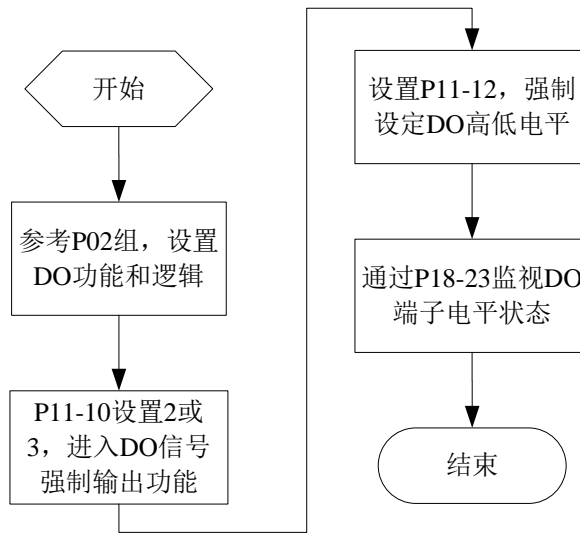 开始
参考P02组，设置
DO功能和逻辑
P11-10设置2或
3，进入DO信号
强制输出功能
设置P11-12，强制
设定DO高低电平
通过P18-23监视DO
端子电平状态
结束